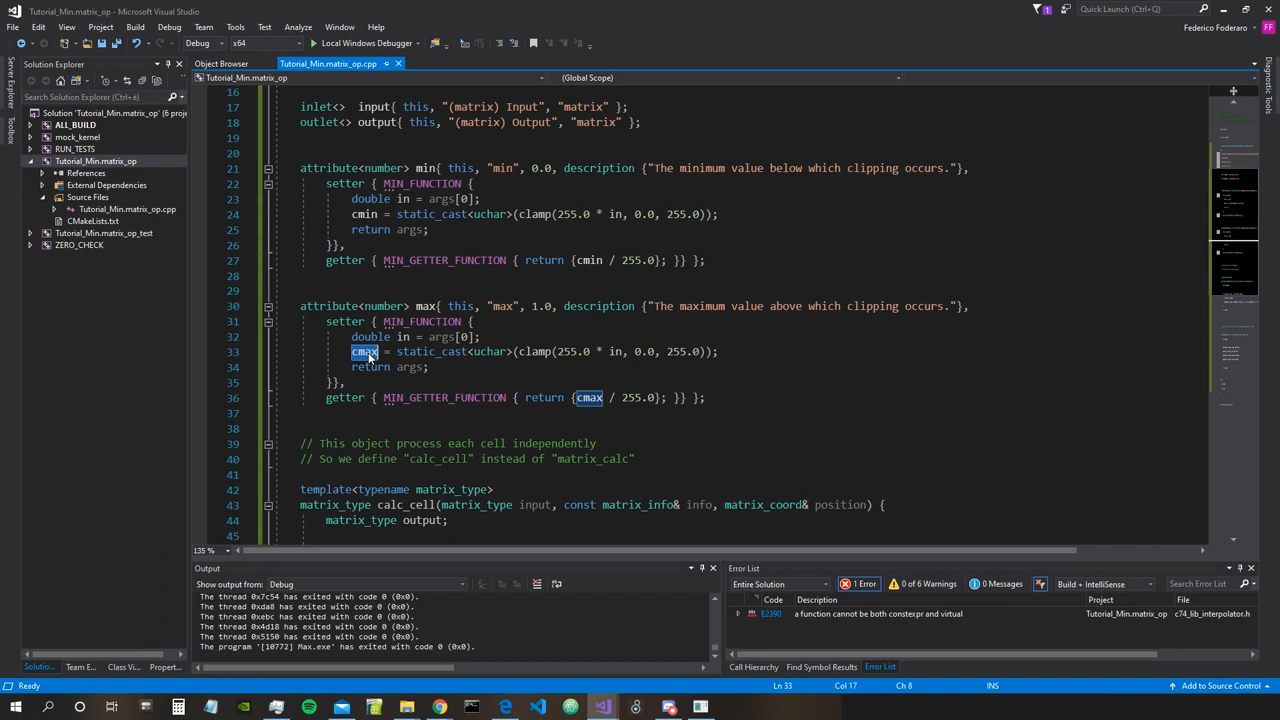 Tutorial_Min.matrix_op - Microsoft Visual Studio
1
Quick Launch (Ctrl+Q)
File Edit View Project Build Debug Team Tools Test Analyze Window Help
Federico Foderaro FF
Debug x64 Local Windows Debugger
Server Explorer
Toolbox
Solution Explorer
Search Solution Explorer (Ctrl+è)
Solution 'Tutorial_Min.matrix_op' (6 proje
ALL_BUILD
mock_kernel
RUN_TESTS
Tutorial_Min.matrix_op
References
External Dependencies
Source Files
Tutorial_Min.matrix_op.cpp
CMakeLists.txt
Tutorial_Min.matrix_op_test
ZERO_CHECK
Solutio... Team E... Class Vi... Propert...
Object Browser Tutorial_Min.matrix_op.cpp
Tutorial_Min.matrix_op (Global Scope)
16
17 inlet<> input{ this, "(matrix) Input", "matrix" };
18 outlet<> output{ this, "(matrix) Output", "matrix" };
19
20
21 attribute<number> min{ this, "min", 0.0, description {"The minimum value below which clipping occurs."},
22 setter { MIN_FUNCTION {
23 double in = args[0];
24 cmin = static_cast<uchar>(clamp(255.0 * in, 0.0, 255.0));
25 return args;
26 }},
27 getter { MIN_GETTER_FUNCTION { return {cmin / 255.0}; }} };
28
29
30 attribute<number> max{ this, "max", 1.0, description {"The maximum value above which clipping occurs."},
31 setter { MIN_FUNCTION {
32 double in = args[0];
33 cmax = static_cast<uchar>(clamp(255.0 * in, 0.0, 255.0));
34 return args;
35 }},
36 getter { MIN_GETTER_FUNCTION { return {cmax / 255.0}; }} };
37
38
39 // This object process each cell independently
40 // So we define "calc_cell" instead of "matrix_calc"
41
42 template<typename matrix_type>
43 matrix_type calc_cell(matrix_type input, const matrix_info& info, matrix_coord& position) {
44 matrix_type output;
45
135 %
Diagnostic Tools
Output
Show output from: Debug
The thread 0x7c54 has exited with code 0 (0x0).
The thread 0xda8 has exited with code 0 (0x0).
The thread 0xebc has exited with code 0 (0x0).
The thread 0x4d18 has exited with code 0 (0x0).
The thread 0x5150 has exited with code 0 (0x0).
The program '[10772] Max.exe' has exited with code 0 (0x0).
Error List
Entire Solution 1 Error 0 of 6 Warnings 0 Messages Build + IntelliSense Search Error List
Code Description Project File
E2390 a function cannot be both constexpr and virtual Tutorial_Min.matrix_op c74_lib_interpolator.h
Call Hierarchy Find Symbol Results Error List
Ready Ln 33 Col 17 Ch 8 INS Add to Source Control